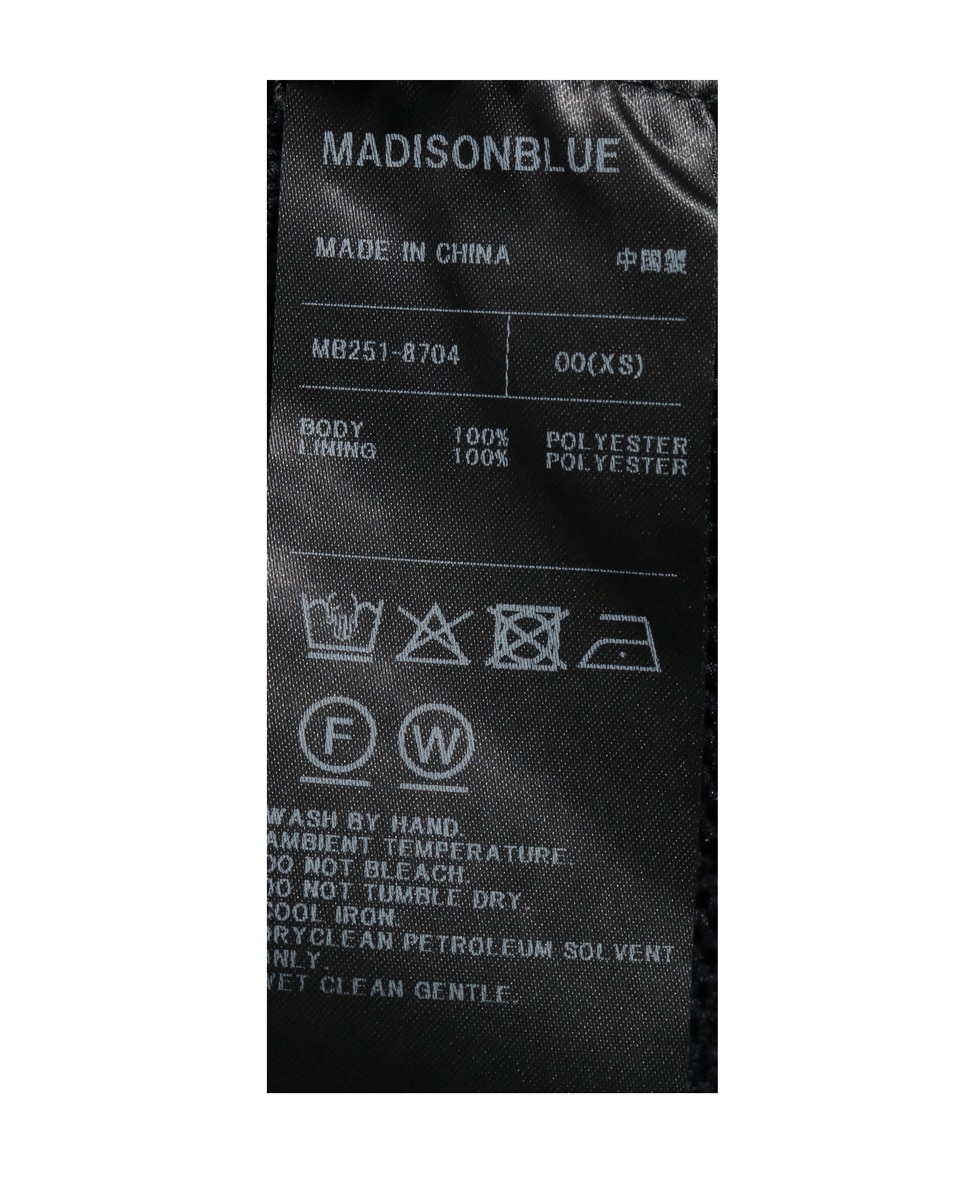 MADISONBLUE
MADE IN CHINA 中国製
MB251-8704 00(XS)
BODY 100% POLYESTER
LINING 100% POLYESTER
F W
WASH BY HAND.
AMBIENT TEMPERATURE.
DO NOT BLEACH.
DO NOT TUMBLE DRY.
COOL IRON.
DRYCLEAN PETROLEUM SOLVENT
ONLY.
WET CLEAN GENTLE.